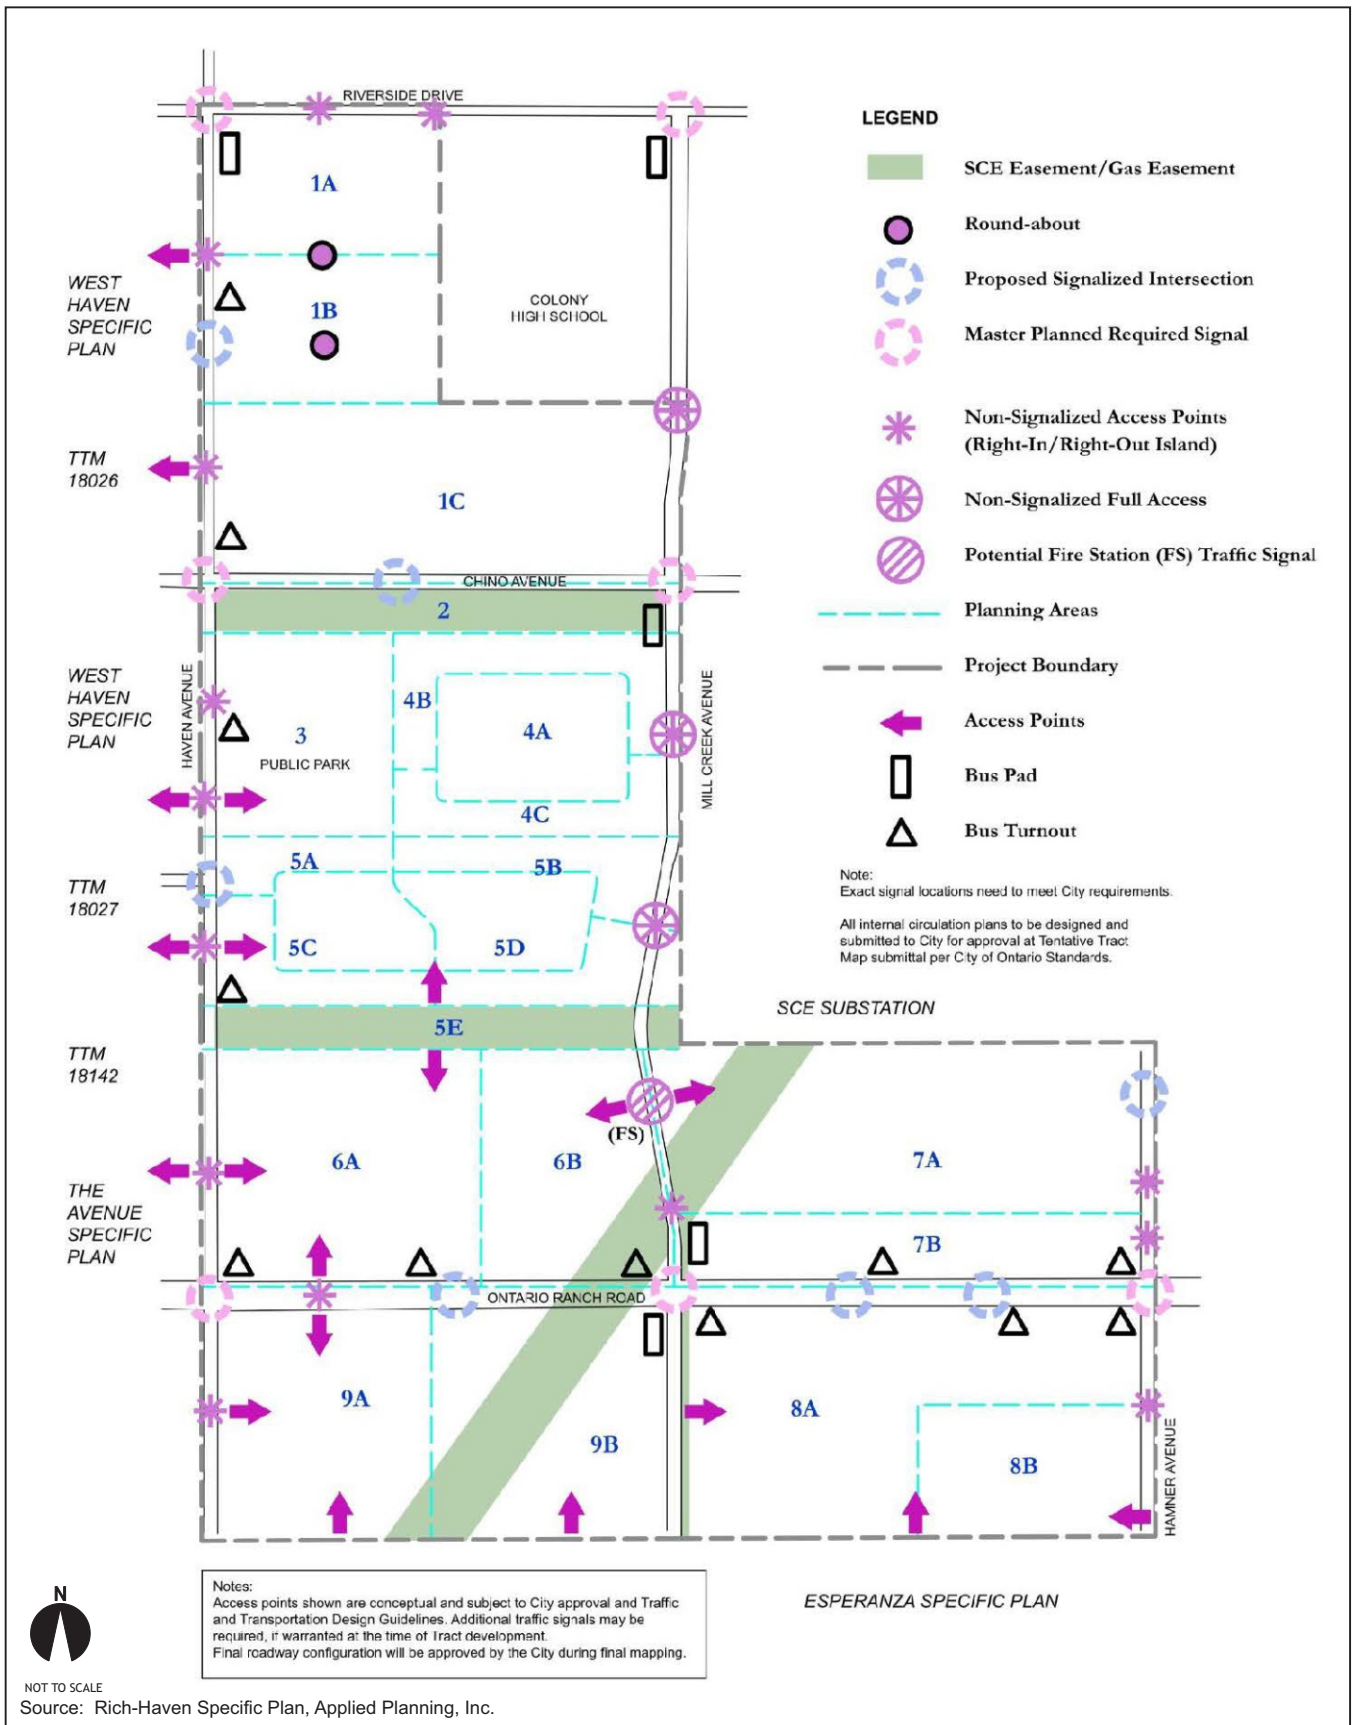 RIVERSIDE DRIVE
LEGEND
SCE Easement/Gas Easement
Round-about
Proposed Signalized Intersection
Master Planned Required Signal
Non-Signalized Access Points
(Right-In/Right-Out Island)
Non-Signalized Full Access
Potential Fire Station (FS) Traffic Signal
Planning Areas
Project Boundary
Access Points
Bus Pad
Bus Turnout
Note:
Exact signal locations need to meet City requirements.
All internal circulation plans to be designed and
submitted to City for approval at Tentative Tract
Map submittal per City of Ontario Standards.
1A
WEST
HAVEN
SPECIFIC
PLAN
1B
COLONY
HIGH SCHOOL
TTM
18026
1C
CHINO AVENUE
2
WEST
HAVEN
SPECIFIC
PLAN
HAVEN AVENUE
3
PUBLIC PARK
4B
4A
4C
MILL CREEK AVENUE
5A
5B
TTM
18027
5C
5D
SCE SUBSTATION
5E
TTM
18142
(FS)
6A
6B
7A
THE
AVENUE
SPECIFIC
PLAN
7B
ONTARIO RANCH ROAD
9A
8A
9B
8B
HAMNER AVENUE
Notes:
Access points shown are conceptual and subject to City approval and Traffic
and Transportation Design Guidelines. Additional traffic signals may be
required, if warranted at the time of Tract development.
Final roadway configuration will be approved by the City during final mapping.
ESPERANZA SPECIFIC PLAN
N
NOT TO SCALE
Source: Rich-Haven Specific Plan, Applied Planning, Inc.